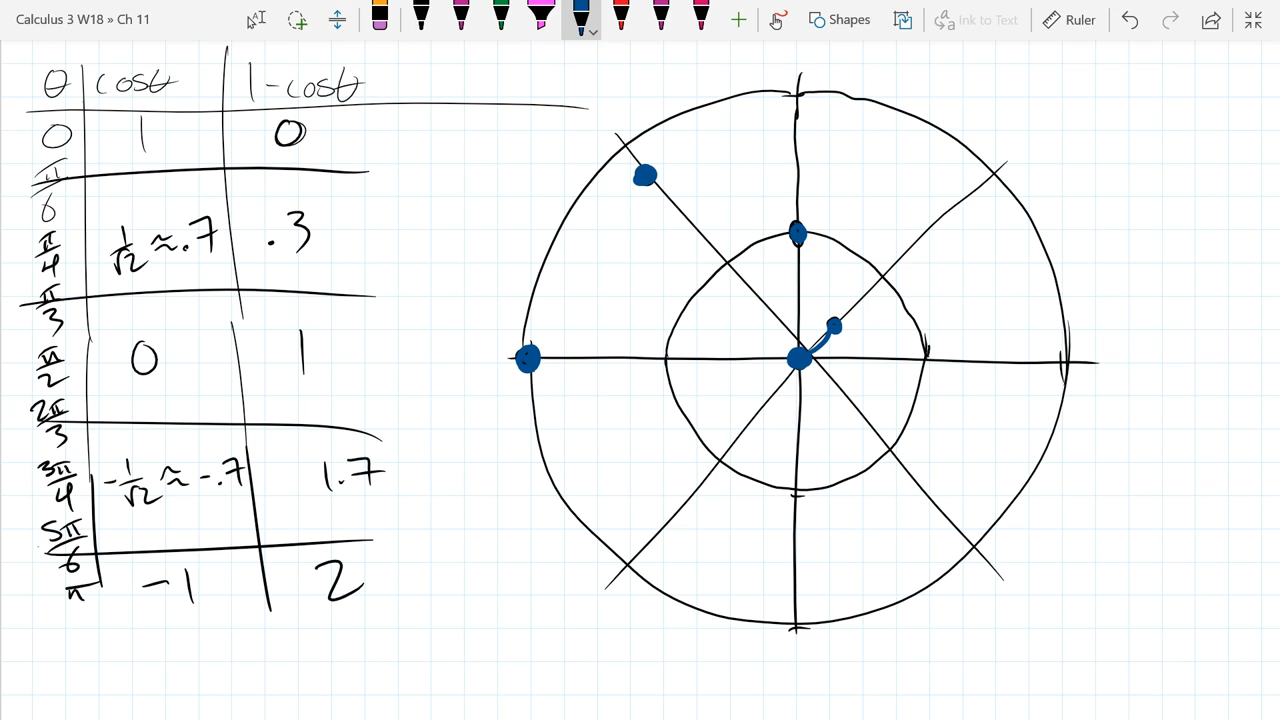 Calculus 3 W18 » Ch 11
Shapes
Ink to Text
Ruler
θ cosθ 1-cosθ
0 1 0
π/6
π/4 1/√2 ≈ .7 .3
π/3
π/2 0 1
2π/3
3π/4 -1/√2 ≈ -.7 1.7
5π/6
π -1 2